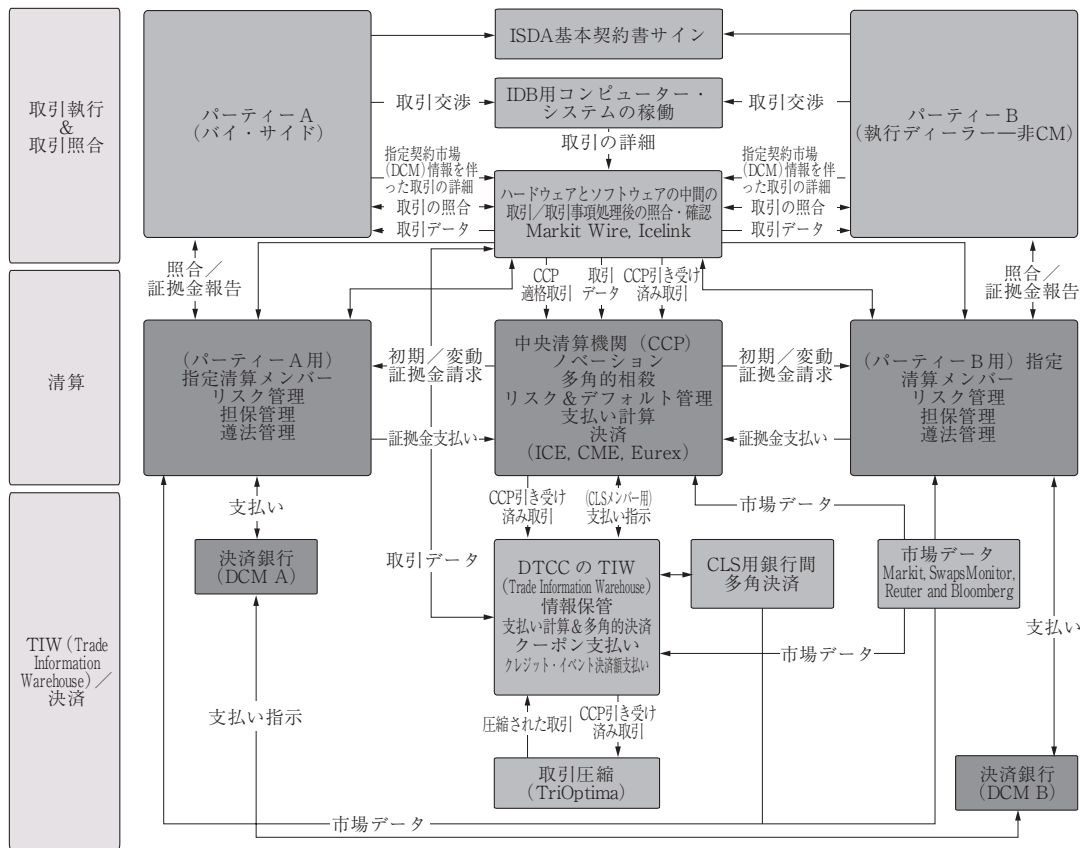 取引執行
&
取引照合
パーティーA
(バイ・サイド)
ISDA基本契約書サイン
パーティーB
(執行ディーラー―非CM)
取引交渉
IDB用コンピューター・
システムの稼働
取引交渉
取引の詳細
指定契約市場
(DCM)情報を伴
った取引の詳細
取引の照合
取引データ
ハードウェアとソフトウェアの中間の
取引／取引事項処理後の照合・確認
Markit Wire, Icelink
指定契約市場
(DCM)情報を伴
った取引の詳細
取引の照合
取引データ
照合／
証拠金報告
CCP
適格取引
取引
データ
CCP引き受け
済み取引
照合／
証拠金報告
清算
(パーティーA用)
指定清算メンバー
リスク管理
担保管理
遵法管理
初期／変動
証拠金請求
証拠金支払い
中央清算機関（CCP）
ノベーション
多角的相殺
リスク＆デフォルト管理
支払い計算
決済
(ICE, CME, Eurex)
初期／変動
証拠金請求
証拠金支払い
(パーティーB用) 指定
清算メンバー
リスク管理
担保管理
遵法管理
TIW（Trade
Information
Warehouse）／
決済
支払い
決済銀行
(DCM A)
支払い指示
取引データ
CCP引き受け
済み取引
(CLSメンバー用)
支払い指示
市場データ
DTCCのTIW
(Trade Information Warehouse)
情報保管
支払い計算＆多角的決済
クーポン支払い
クレジット・イベント決済額支払い
CLS用銀行間
多角決済
市場データ
Markit, SwapsMonitor,
Reuter and Bloomberg
市場データ
支払い
圧縮された取引
CCP引き受け
済み取引
取引圧縮
(TriOptima)
決済銀行
(DCM B)
市場データ